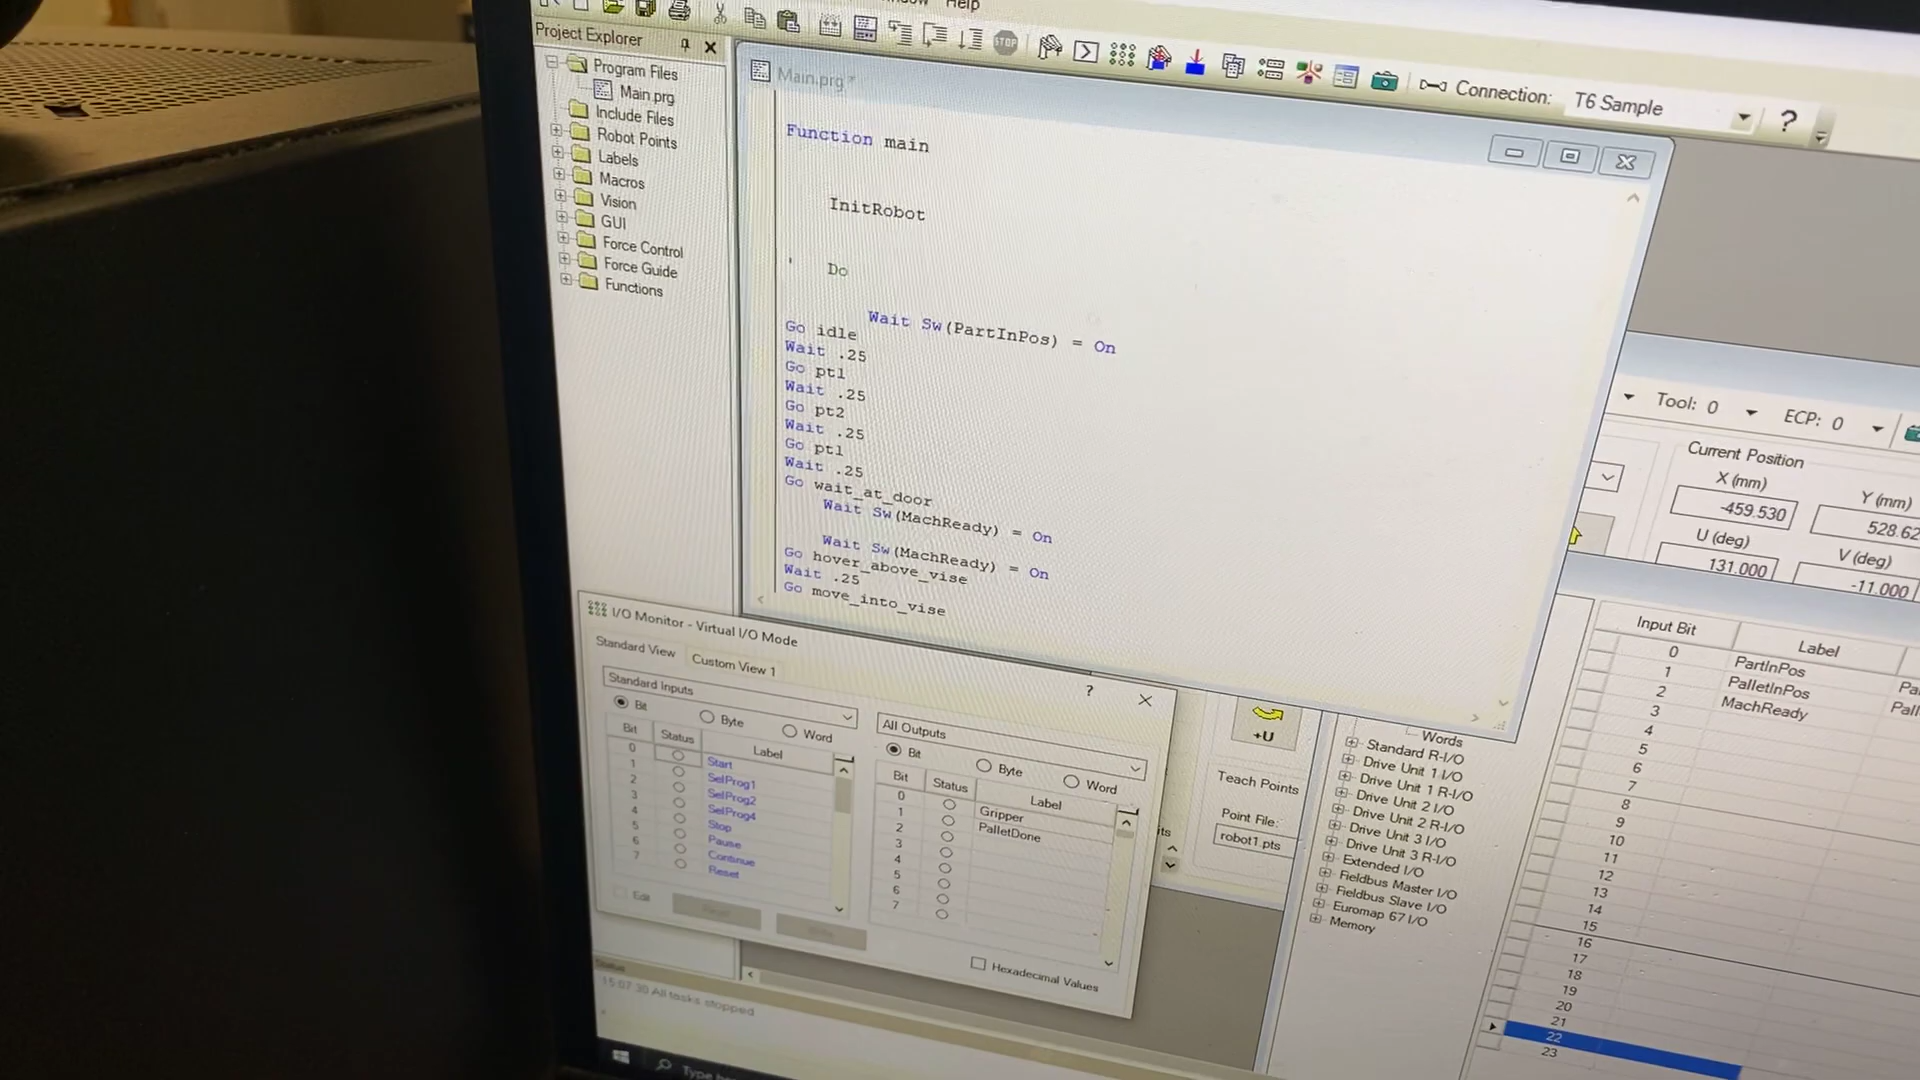 Help
Project Explorer
Program Files
Main.prg
Include Files
Robot Points
Labels
Macros
Vision
GUI
Force Control
Force Guide
Functions
STOP
Connection:
T6 Sample
?
Main.prg *
Function main
InitRobot
' Do
Wait Sw(PartInPos) = On
Go idle
Wait .25
Go pt1
Wait .25
Go pt2
Wait .25
Go pt1
Wait .25
Go wait_at_door
Wait Sw(MachReady) = On
Wait Sw(MachReady) = On
Go hover_above_vise
Wait .25
Go move_into_vise
Tool: 0
ECP: 0
Current Position
X (mm)
Y (mm)
-459.530
528.62
U (deg)
V (deg)
131.000
-11.000
I/O Monitor - Virtual I/O Mode
Standard View
Custom View 1
?
Standard Inputs
Bit
Byte
Word
Bit
Status
Label
0
Start
1
SelProg1
2
SelProg2
3
SelProg4
4
Stop
5
Pause
6
Continue
7
Reset
Edit
All Outputs
Bit
Byte
Word
Bit
Status
Label
0
Gripper
1
PalletDone
2
3
4
5
6
7
Hexadecimal Values
+U
Teach Points
Point File:
robot1.pts
Words
Standard R-I/O
Drive Unit 1 I/O
Drive Unit 1 R-I/O
Drive Unit 2 I/O
Drive Unit 2 R-I/O
Drive Unit 3 I/O
Drive Unit 3 R-I/O
Extended I/O
Fieldbus Master I/O
Fieldbus Slave I/O
Euromap 67 I/O
Memory
Input Bit
Label
0
PartInPos
1
PalletInPos
2
MachReady
3
4
5
6
7
8
9
10
11
12
13
14
15
16
17
18
19
20
21
22
23
Status
All tasks stopped